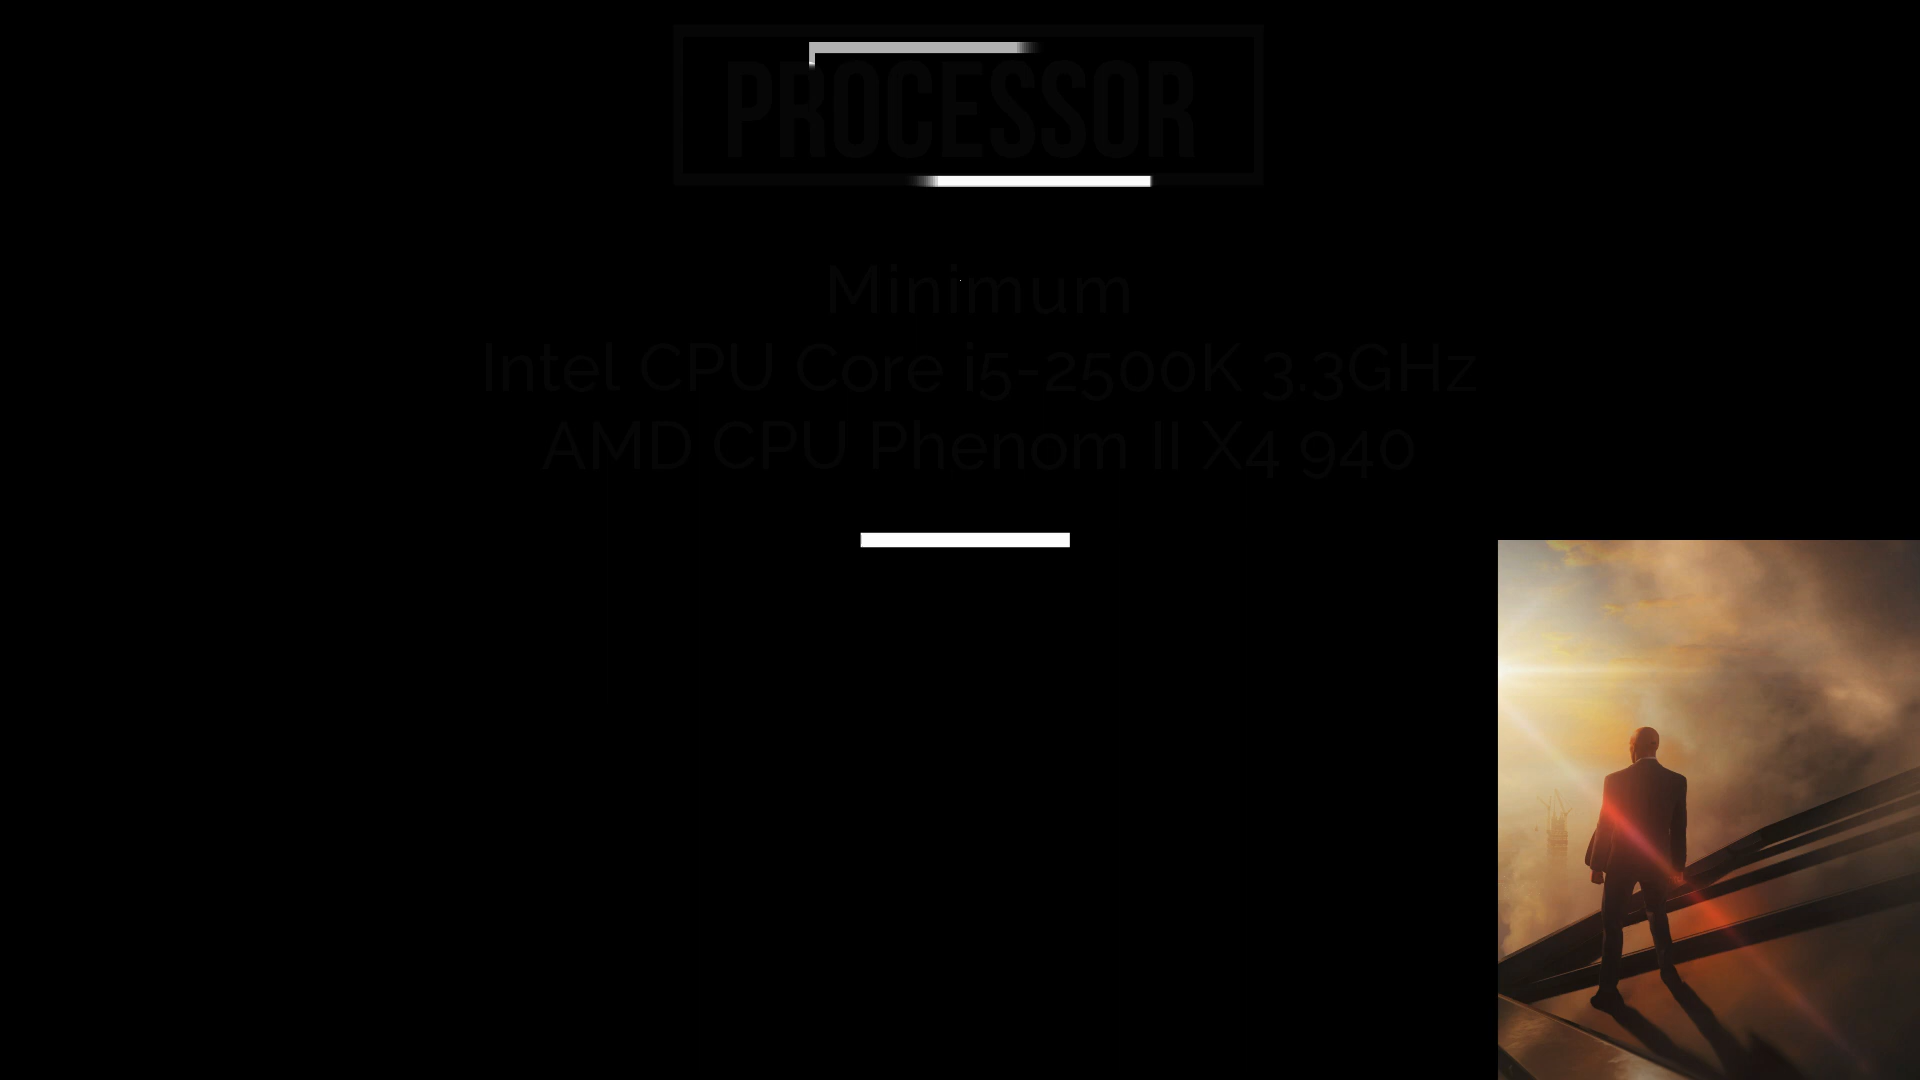 PROCESSOR
Minimum
Intel CPU Core i5-2500K 3.3GHz
AMD CPU Phenom II X4 940